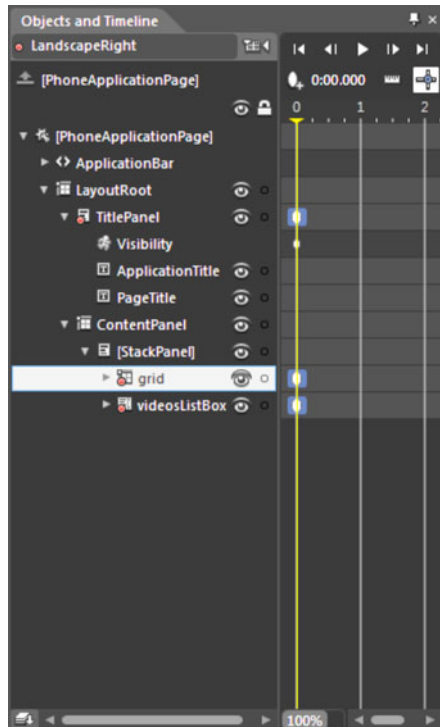 Objects and Timeline
LandscapeRight
[PhoneApplicationPage]
0:00.000
0 1 2
[PhoneApplicationPage]
ApplicationBar
LayoutRoot
TitlePanel
Visibility
ApplicationTitle
PageTitle
ContentPanel
[StackPanel]
grid
videosListBox
100%